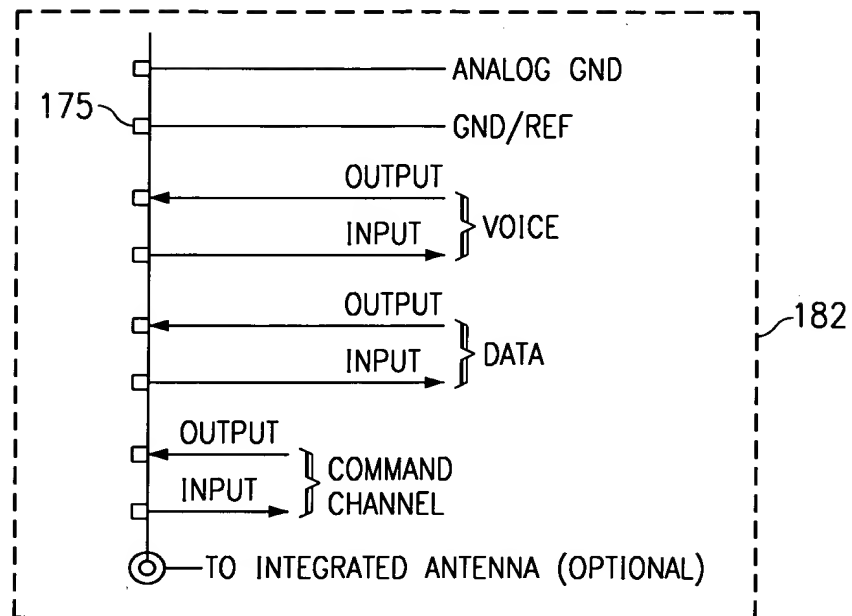 ANALOG GND
175
GND/REF
OUTPUT
VOICE
INPUT
OUTPUT
182
DATA
INPUT
OUTPUT
COMMAND
CHANNEL
INPUT
TO INTEGRATED ANTENNA (OPTIONAL)